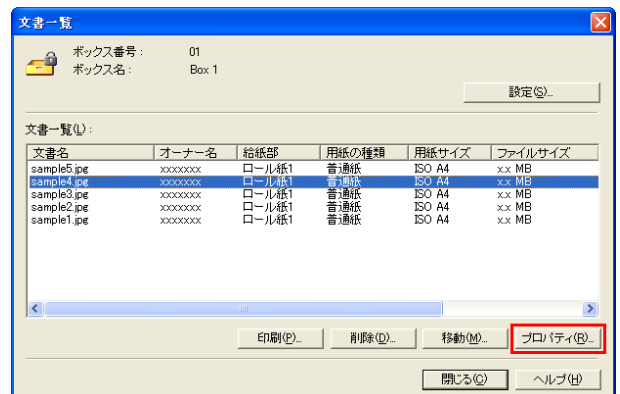 文書一覧
ボックス番号： 01
ボックス名： Box 1
設定(S)...
文書一覧(L)：
文書名 オーナー名 給紙部 用紙の種類 用紙サイズ ファイルサイズ
sample5.jpg xxxxxxx ロール紙1 普通紙 ISO A4 x.x MB
sample4.jpg xxxxxxx ロール紙1 普通紙 ISO A4 x.x MB
sample3.jpg xxxxxxx ロール紙1 普通紙 ISO A4 x.x MB
sample2.jpg xxxxxxx ロール紙1 普通紙 ISO A4 x.x MB
sample1.jpg xxxxxxx ロール紙1 普通紙 ISO A4 x.x MB
印刷(P)... 削除(D)... 移動(M)... プロパティ(R)...
閉じる(C) ヘルプ(H)